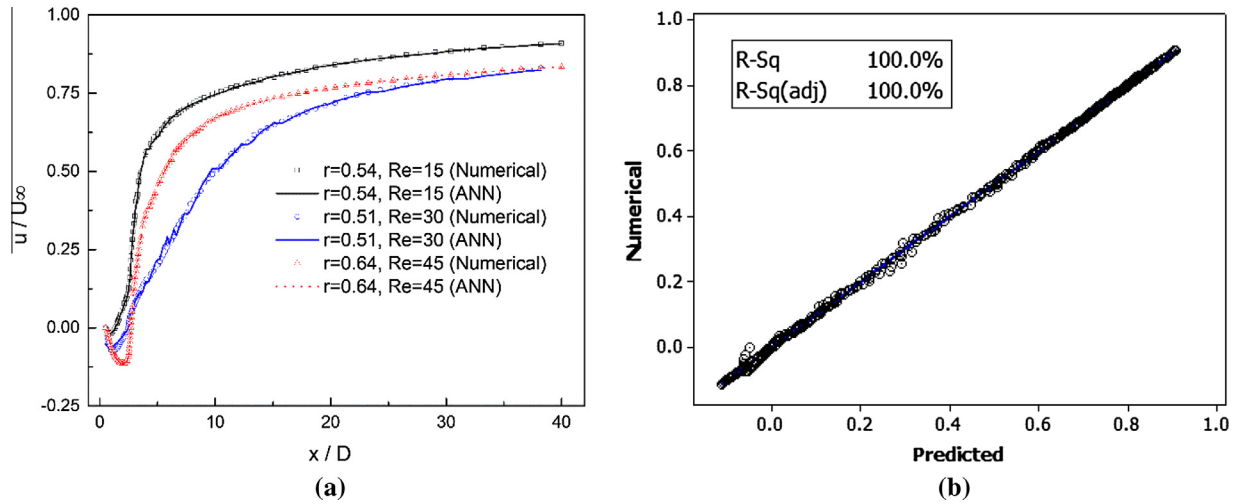 1.00
0.75
0.50
0.25
0.00
-0.25
u / U∞
0
10
20
30
40
x / D
r=0.54, Re=15 (Numerical)
r=0.54, Re=15 (ANN)
r=0.51, Re=30 (Numerical)
r=0.51, Re=30 (ANN)
r=0.64, Re=45 (Numerical)
r=0.64, Re=45 (ANN)
(a)
1.0
0.8
0.6
0.4
0.2
0.0
Numerical
R-Sq 100.0%
R-Sq(adj) 100.0%
0.0
0.2
0.4
0.6
0.8
1.0
Predicted
(b)